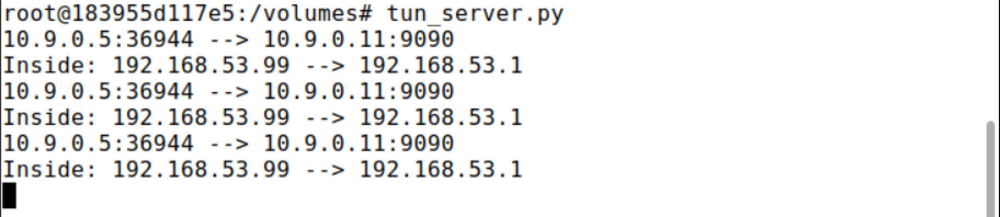 root@183955d117e5:/volumes# tun_server.py
10.9.0.5:36944 --> 10.9.0.11:9090
Inside: 192.168.53.99 --> 192.168.53.1
10.9.0.5:36944 --> 10.9.0.11:9090
Inside: 192.168.53.99 --> 192.168.53.1
10.9.0.5:36944 --> 10.9.0.11:9090
Inside: 192.168.53.99 --> 192.168.53.1